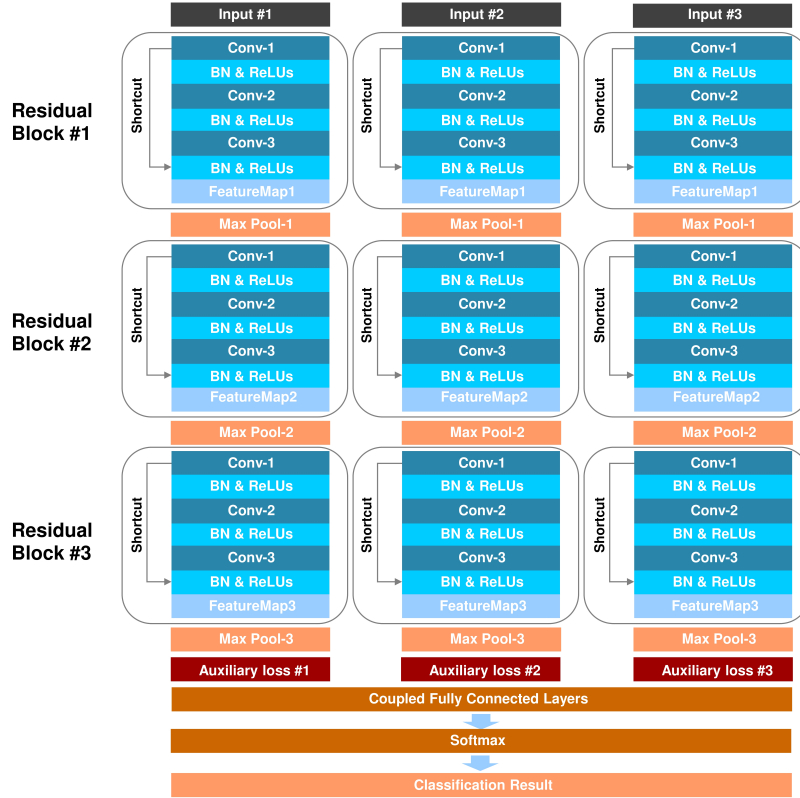 Input #1
Input #2
Input #3
Residual
Block #1
Shortcut
Conv-1
BN & ReLUs
Conv-2
BN & ReLUs
Conv-3
BN & ReLUs
FeatureMap1
Max Pool-1
Shortcut
Conv-1
BN & ReLUs
Conv-2
BN & ReLUs
Conv-3
BN & ReLUs
FeatureMap1
Max Pool-1
Shortcut
Conv-1
BN & ReLUs
Conv-2
BN & ReLUs
Conv-3
BN & ReLUs
FeatureMap1
Max Pool-1
Residual
Block #2
Shortcut
Conv-1
BN & ReLUs
Conv-2
BN & ReLUs
Conv-3
BN & ReLUs
FeatureMap2
Max Pool-2
Shortcut
Conv-1
BN & ReLUs
Conv-2
BN & ReLUs
Conv-3
BN & ReLUs
FeatureMap2
Max Pool-2
Shortcut
Conv-1
BN & ReLUs
Conv-2
BN & ReLUs
Conv-3
BN & ReLUs
FeatureMap2
Max Pool-2
Residual
Block #3
Shortcut
Conv-1
BN & ReLUs
Conv-2
BN & ReLUs
Conv-3
BN & ReLUs
FeatureMap3
Max Pool-3
Shortcut
Conv-1
BN & ReLUs
Conv-2
BN & ReLUs
Conv-3
BN & ReLUs
FeatureMap3
Max Pool-3
Shortcut
Conv-1
BN & ReLUs
Conv-2
BN & ReLUs
Conv-3
BN & ReLUs
FeatureMap3
Max Pool-3
Auxiliary loss #1
Auxiliary loss #2
Auxiliary loss #3
Coupled Fully Connected Layers
Softmax
Classification Result